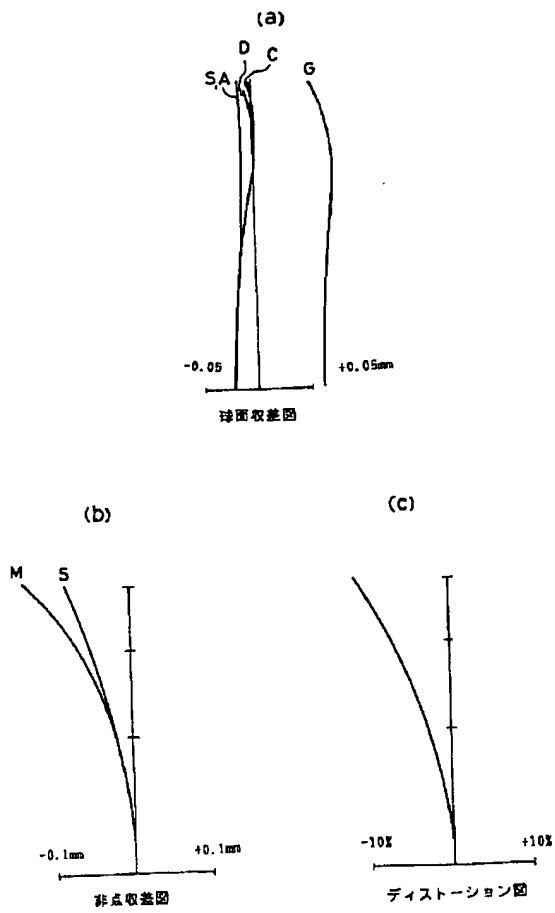 (a)
D C
S,A G
-0.05 +0.05mm
球面収差図
(b)
M S
-0.1mm +0.1mm
非点収差図
(c)
-10% +10%
ディストーション図